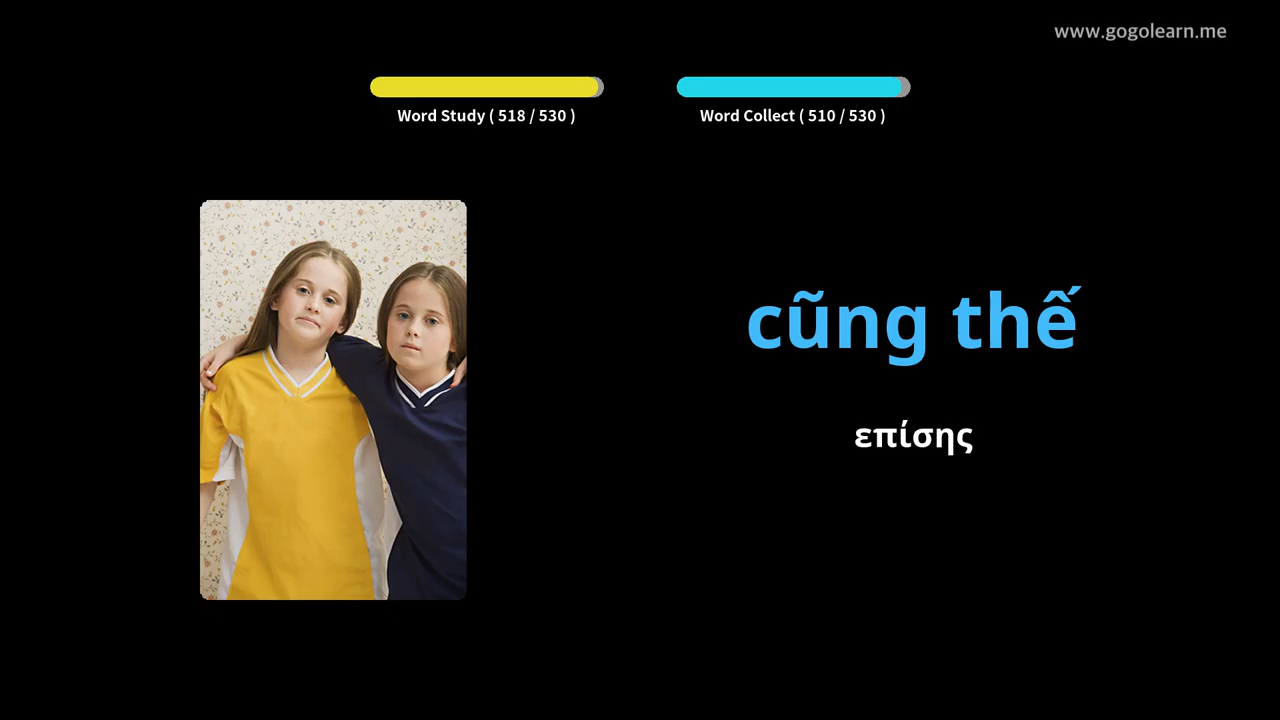 www.gogolearn.me
Word Study ( 518 / 530 )
Word Collect ( 510 / 530 )
cũng thế
επίσης